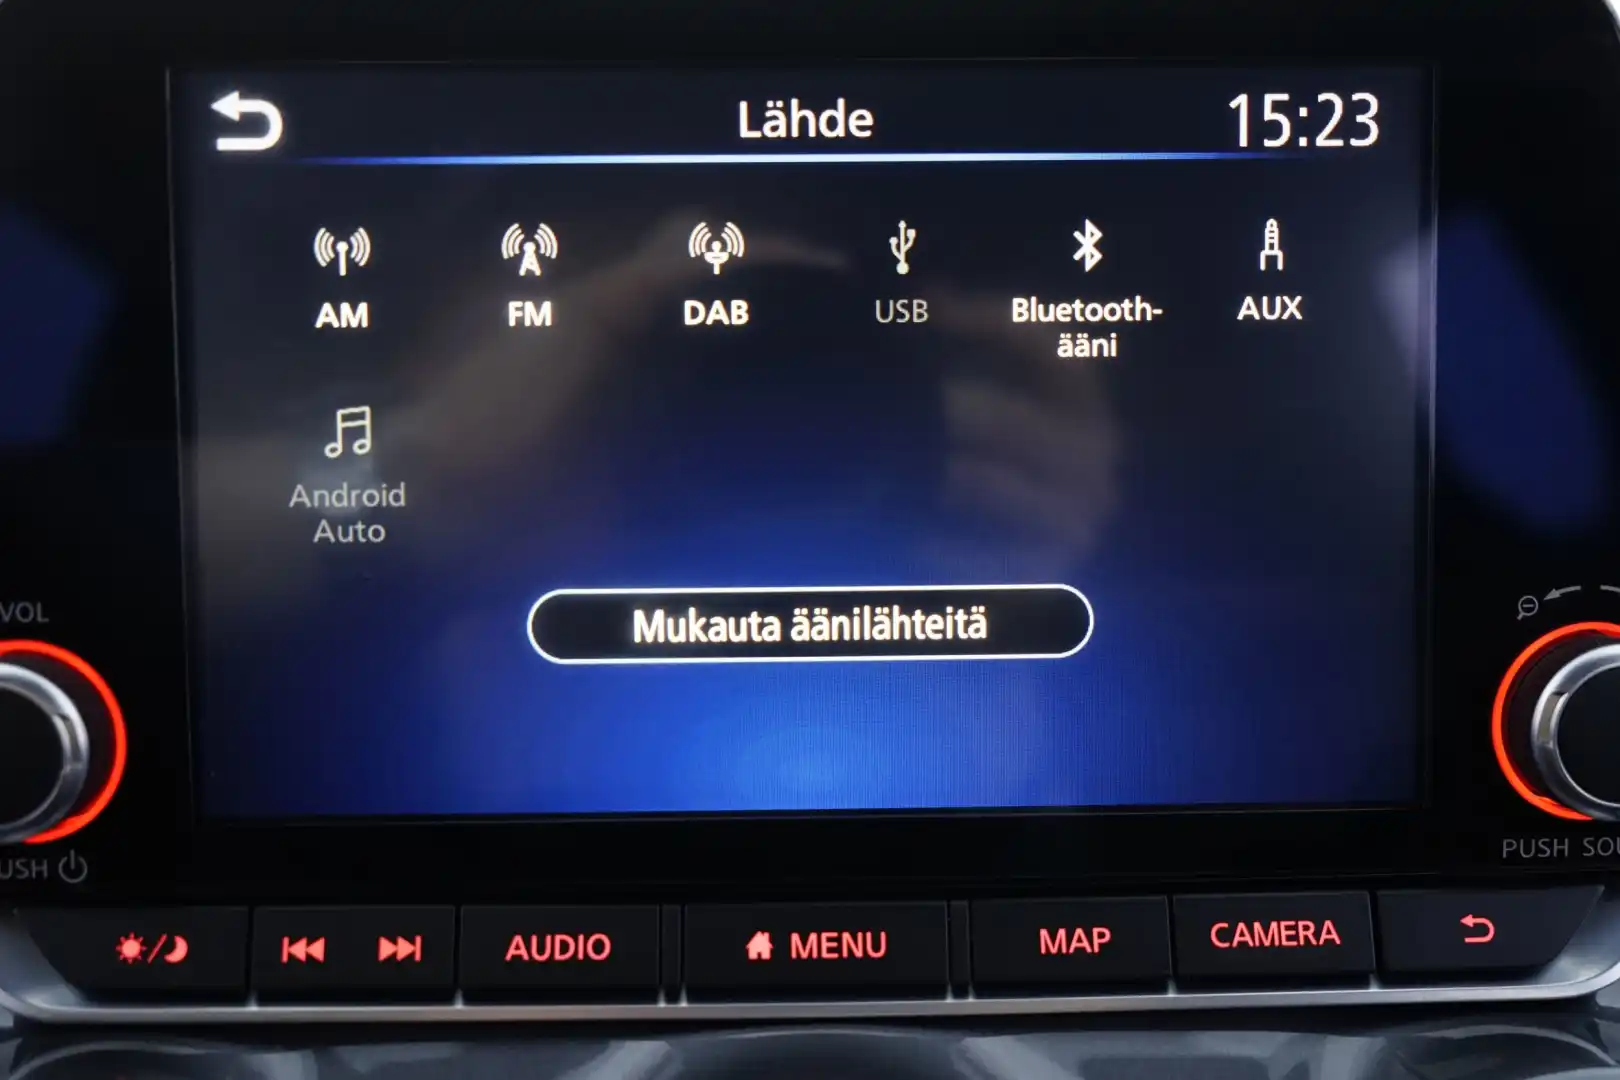 Lähde
15:23
AM
FM
DAB
USB
Bluetooth-
ääni
AUX
Android
Auto
Mukauta äänilähteitä
VOL
PUSH
AUDIO
MENU
MAP
CAMERA